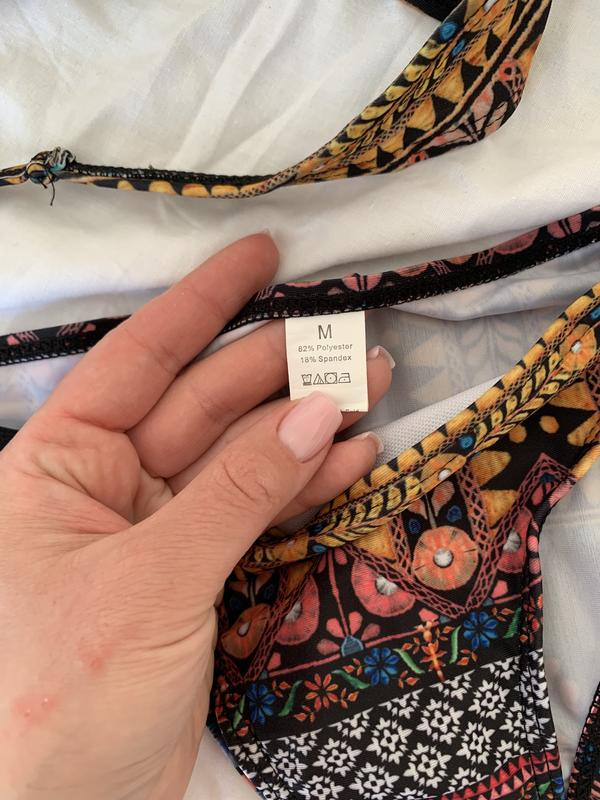 M
82% Polyester
18% Spandex